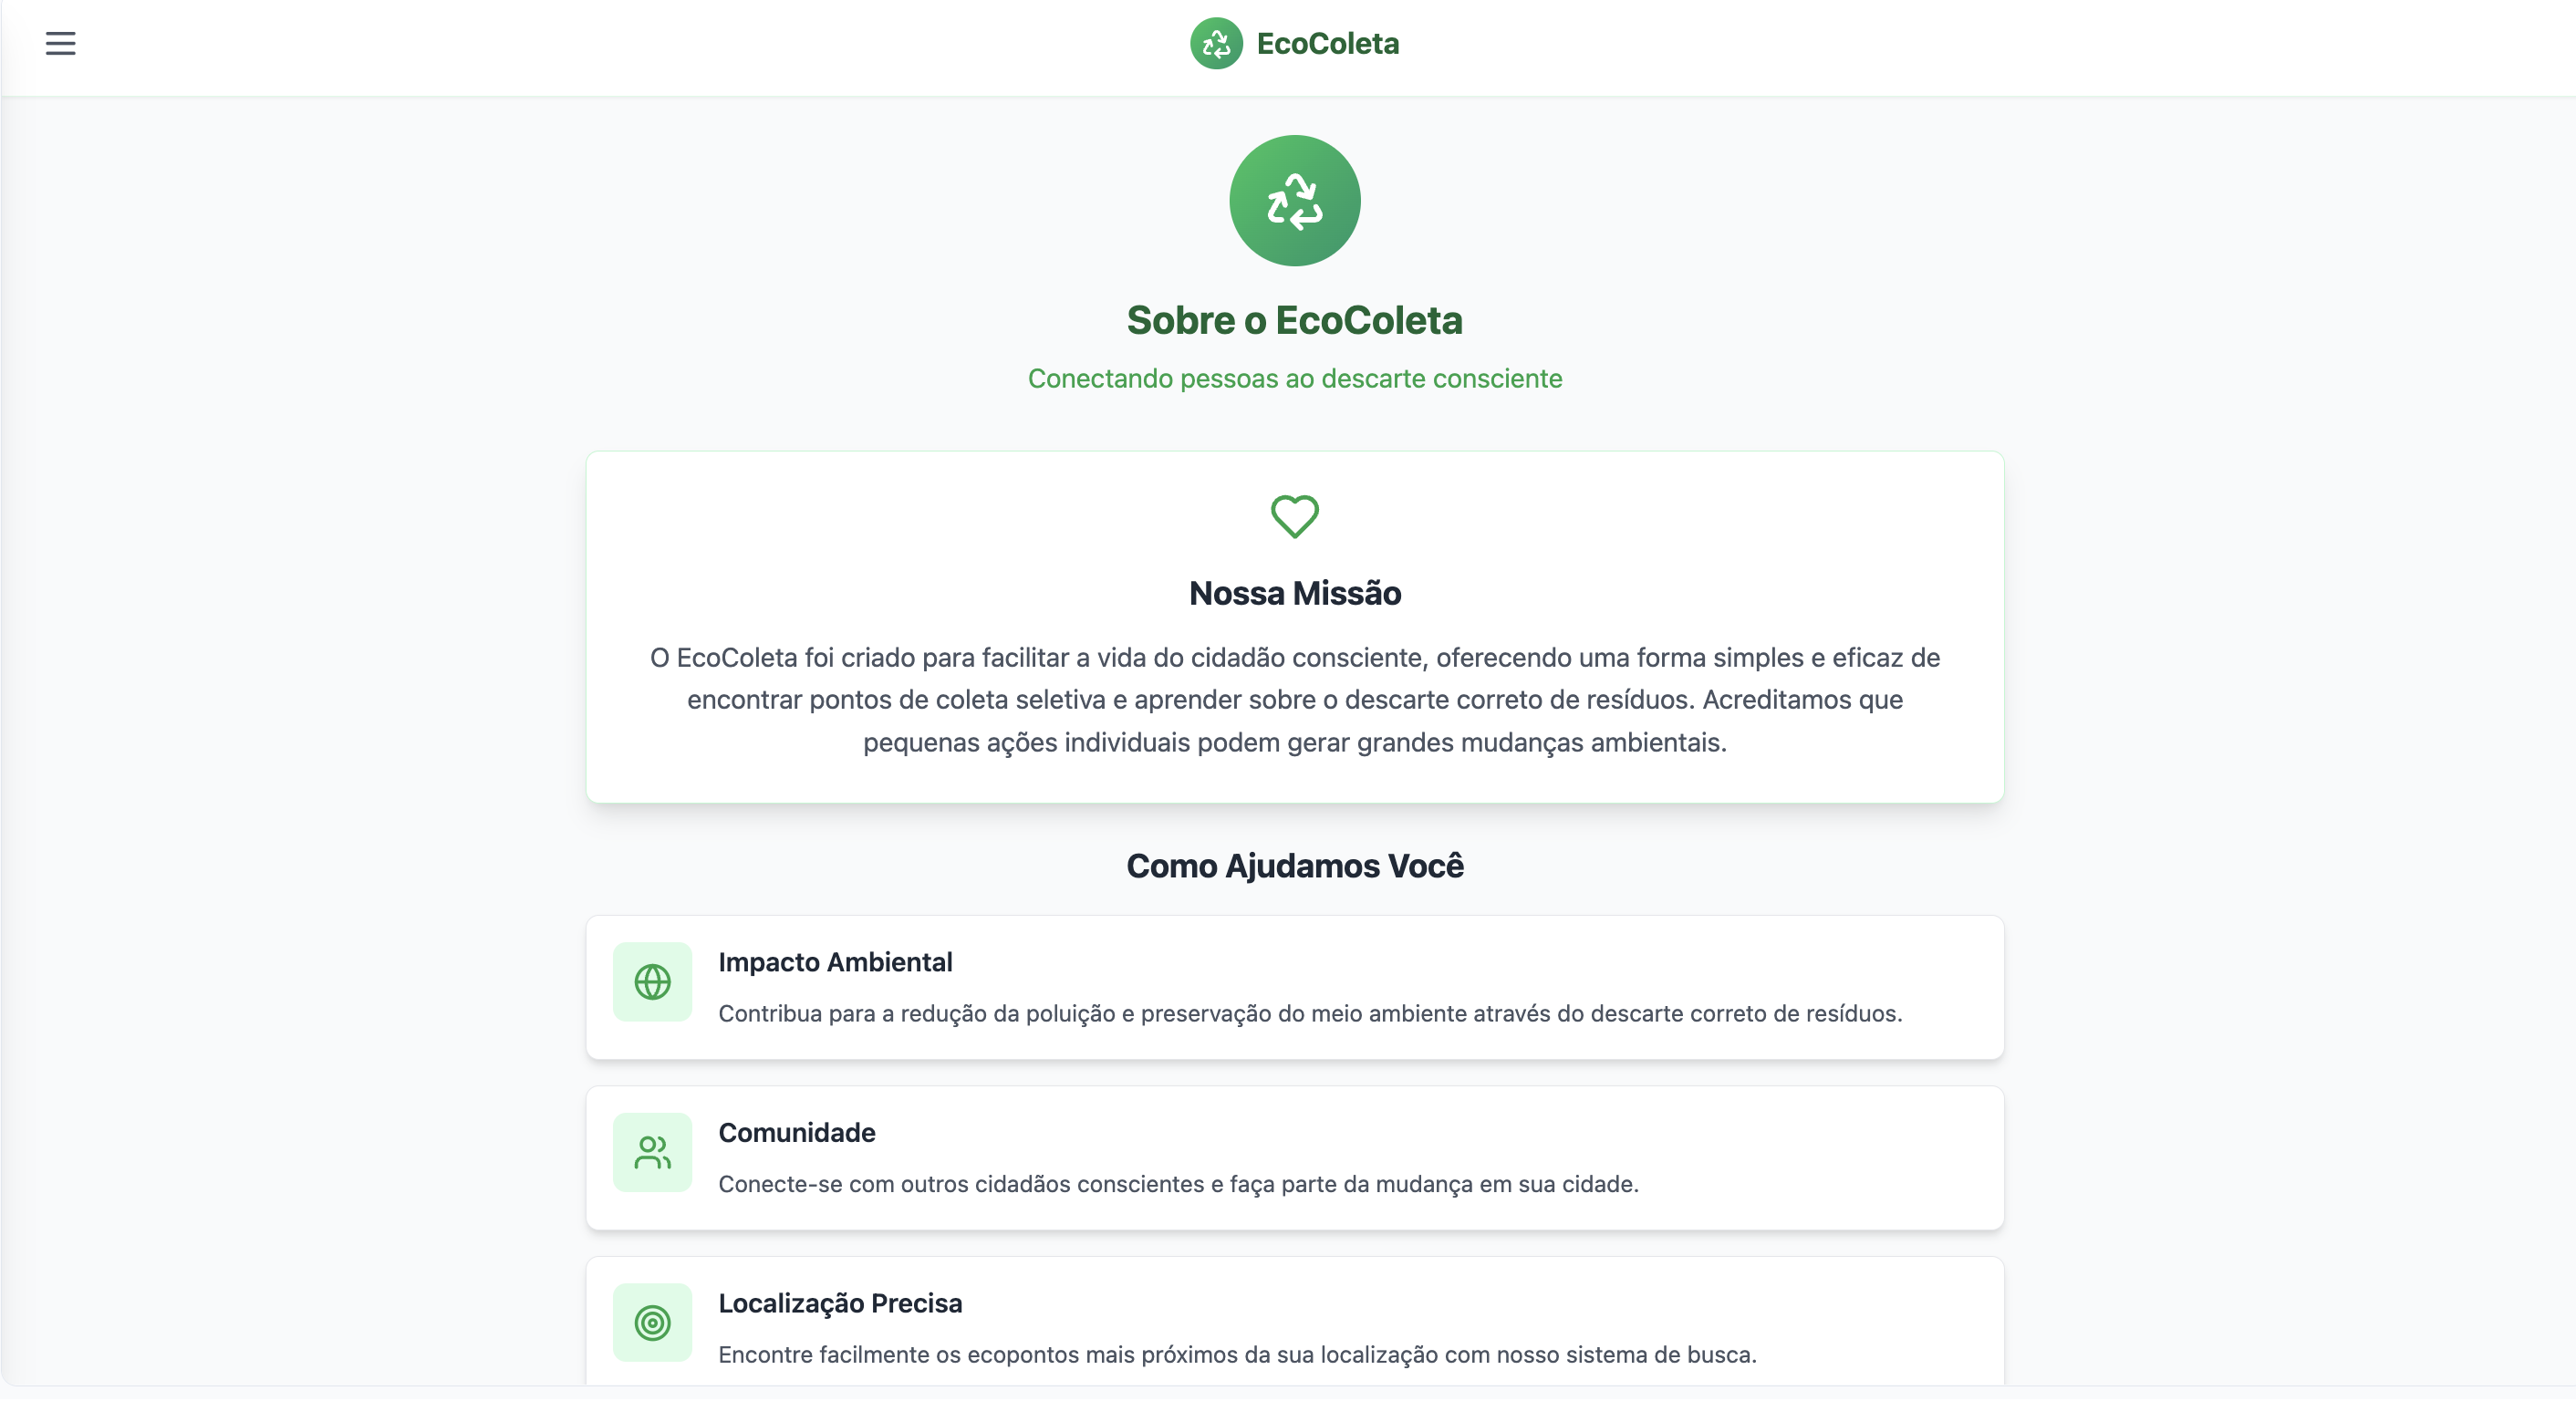 EcoColeta
Sobre o EcoColeta
Conectando pessoas ao descarte consciente
Nossa Missão
O EcoColeta foi criado para facilitar a vida do cidadão consciente, oferecendo uma forma simples e eficaz de
encontrar pontos de coleta seletiva e aprender sobre o descarte correto de resíduos. Acreditamos que
pequenas ações individuais podem gerar grandes mudanças ambientais.
Como Ajudamos Você
Impacto Ambiental
Contribua para a redução da poluição e preservação do meio ambiente através do descarte correto de resíduos.
Comunidade
Conecte-se com outros cidadãos conscientes e faça parte da mudança em sua cidade.
Localização Precisa
Encontre facilmente os ecopontos mais próximos da sua localização com nosso sistema de busca.